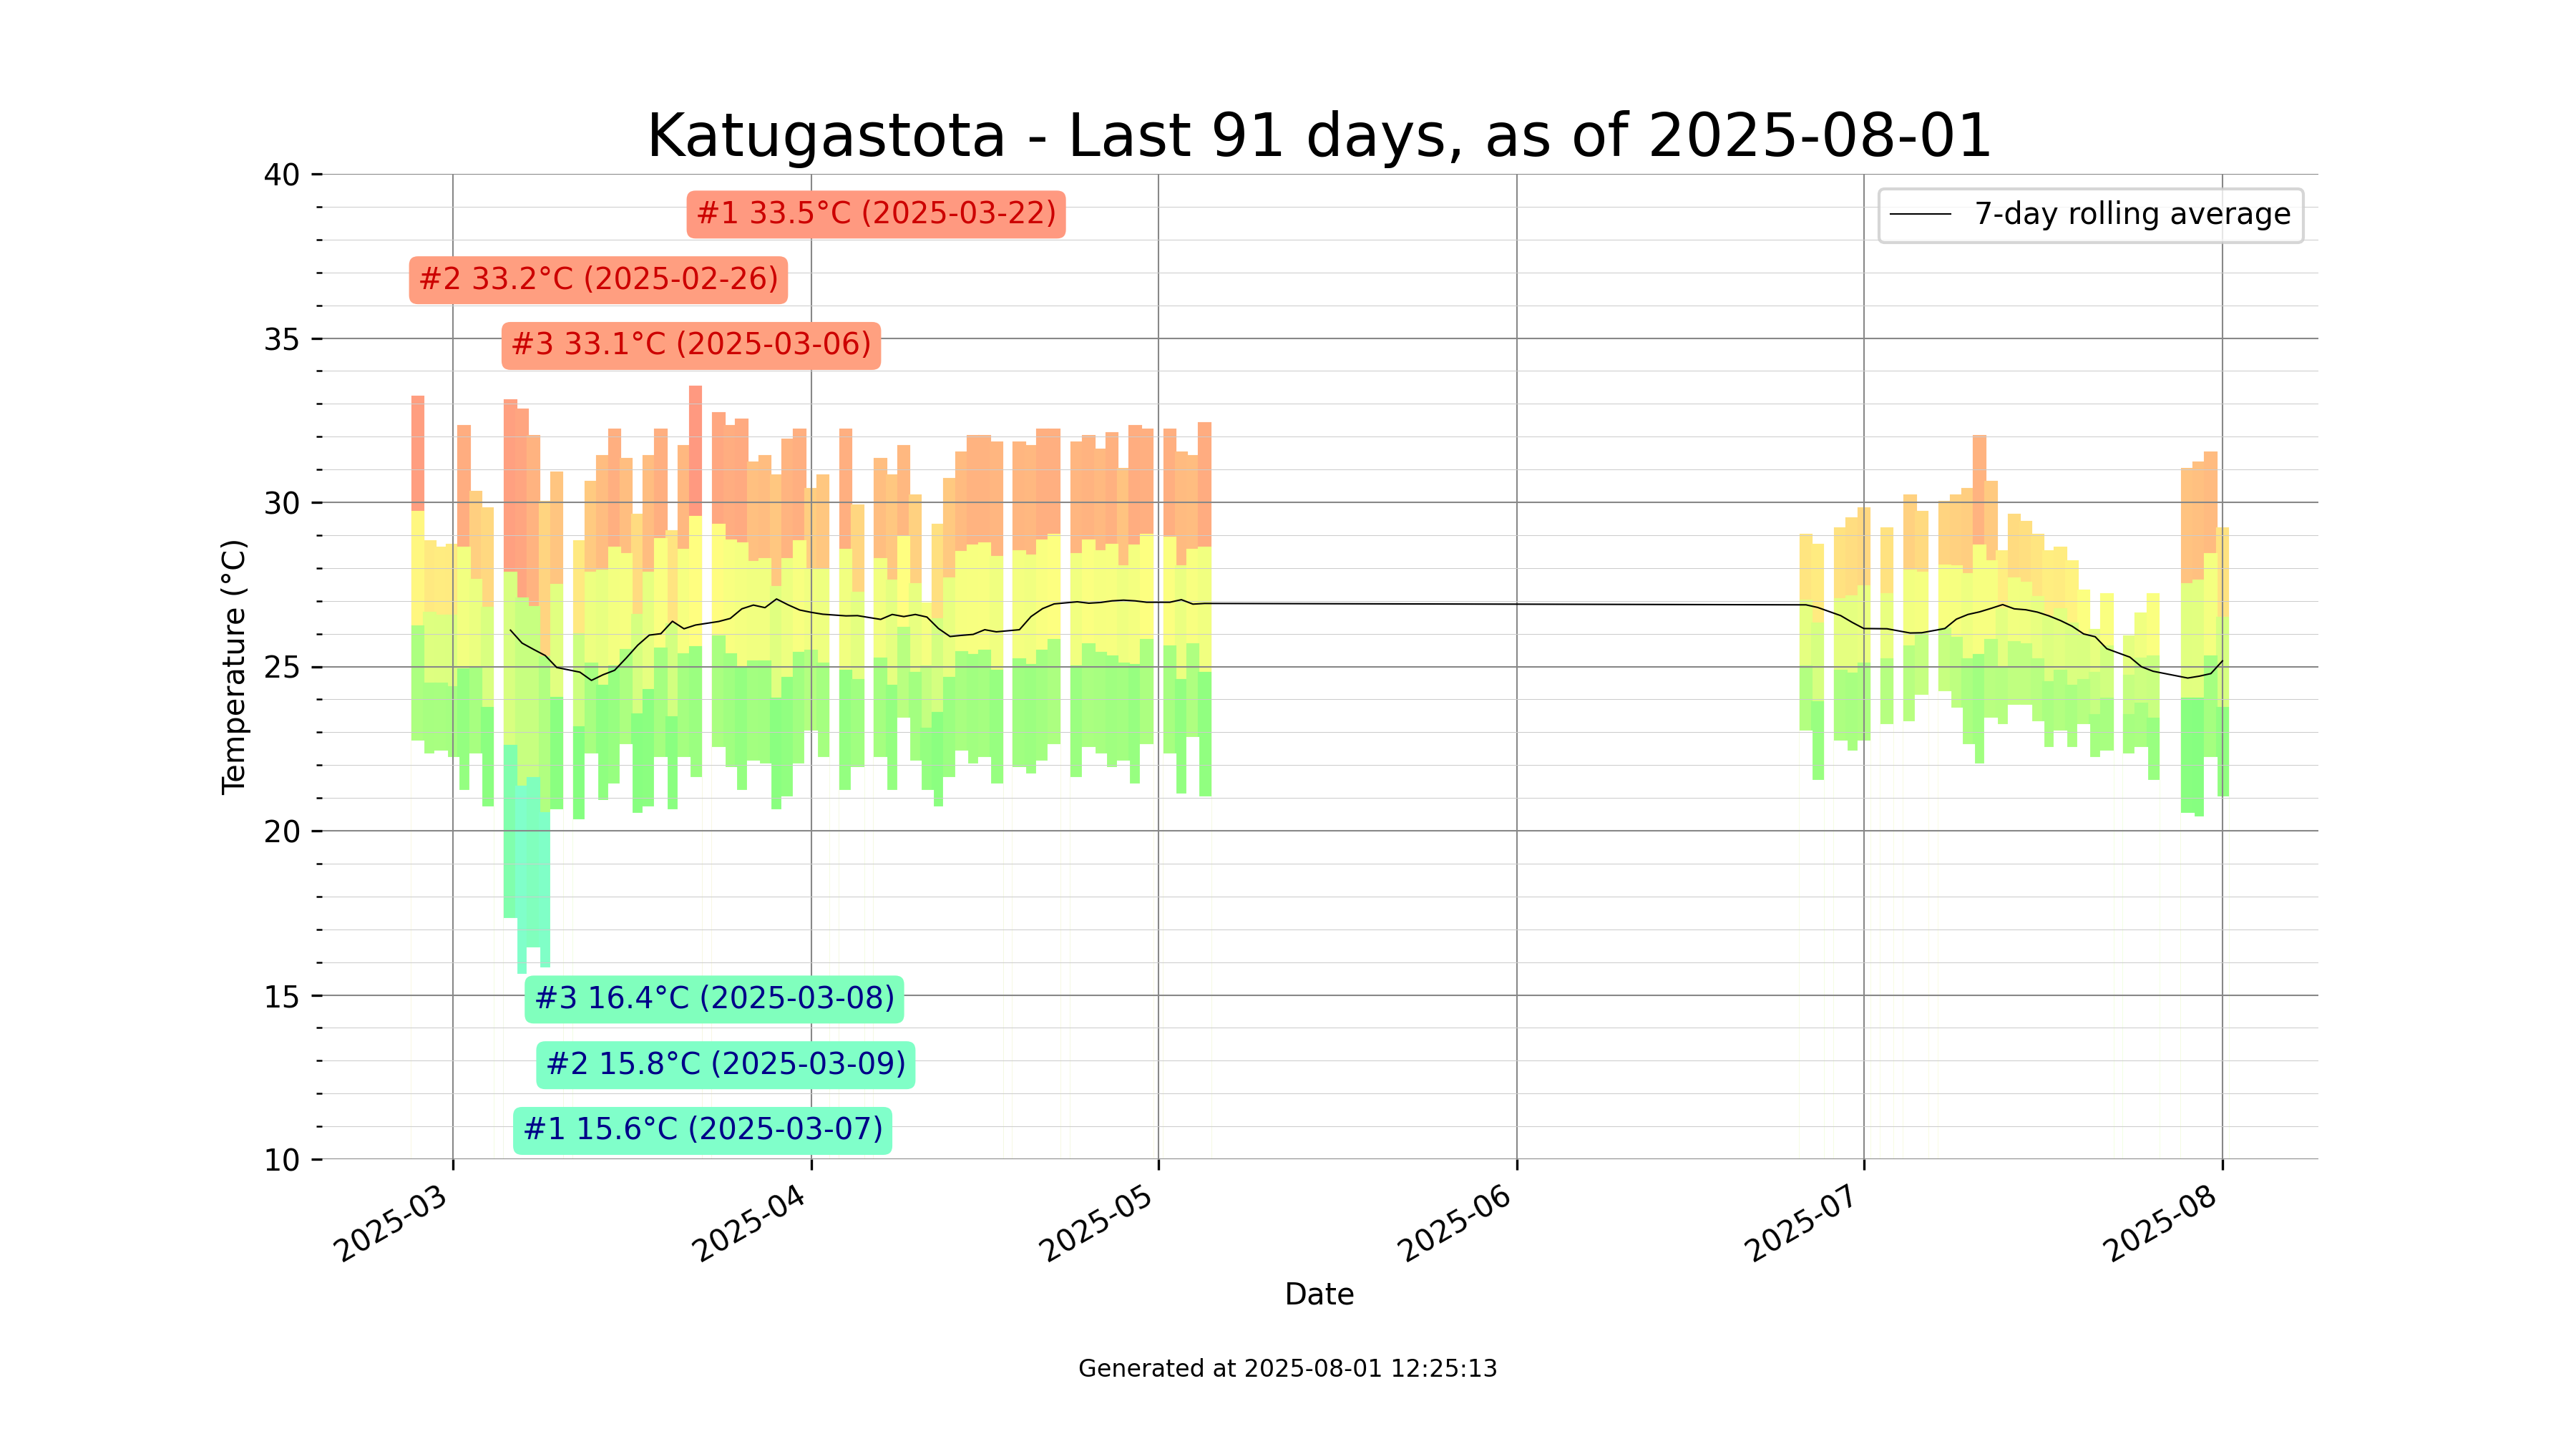 Katugastota - Last 91 days, as of 2025-08-01
7-day rolling average
#1 33.5°C (2025-03-22)
#2 33.2°C (2025-02-26)
#3 33.1°C (2025-03-06)
#3 16.4°C (2025-03-08)
#2 15.8°C (2025-03-09)
#1 15.6°C (2025-03-07)
Temperature (°C)
40
35
30
25
20
15
10
2025-03
2025-04
2025-05
2025-06
2025-07
2025-08
Date
Generated at 2025-08-01 12:25:13